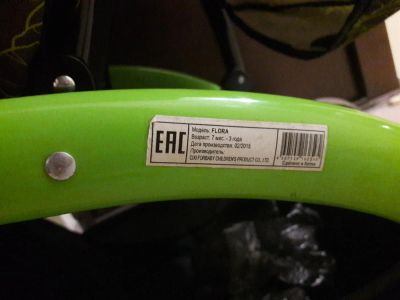 EAC
Модель: FLORA
Возраст: 7 мес. - 3 года
Дата производства: 02/2015
Производитель:
CIXI FORBABY CHILDREN'S PRODUCT CO., LTD.
Сделано в Китае